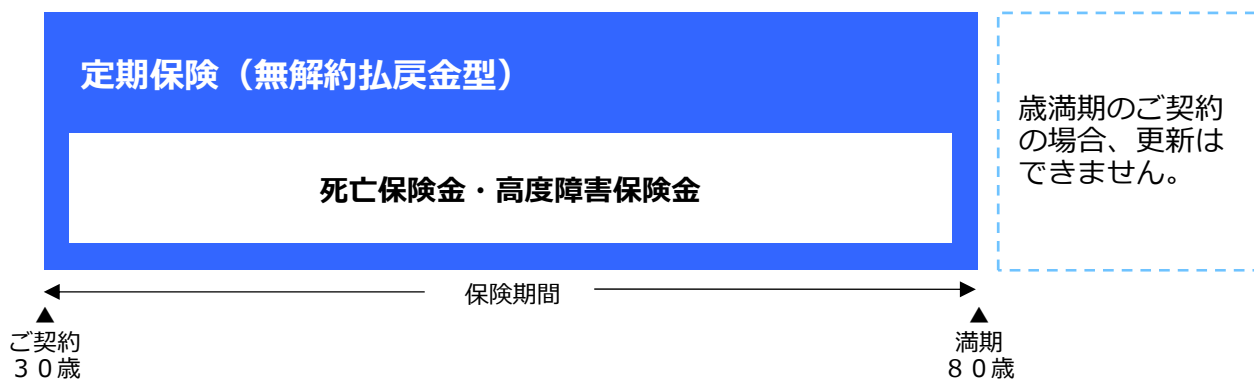 定期保険（無解約払戻金型）
死亡保険金・高度障害保険金
歳満期のご契約
の場合、更新は
できません。
保険期間
▲
ご契約
３０歳
▲
満期
８０歳